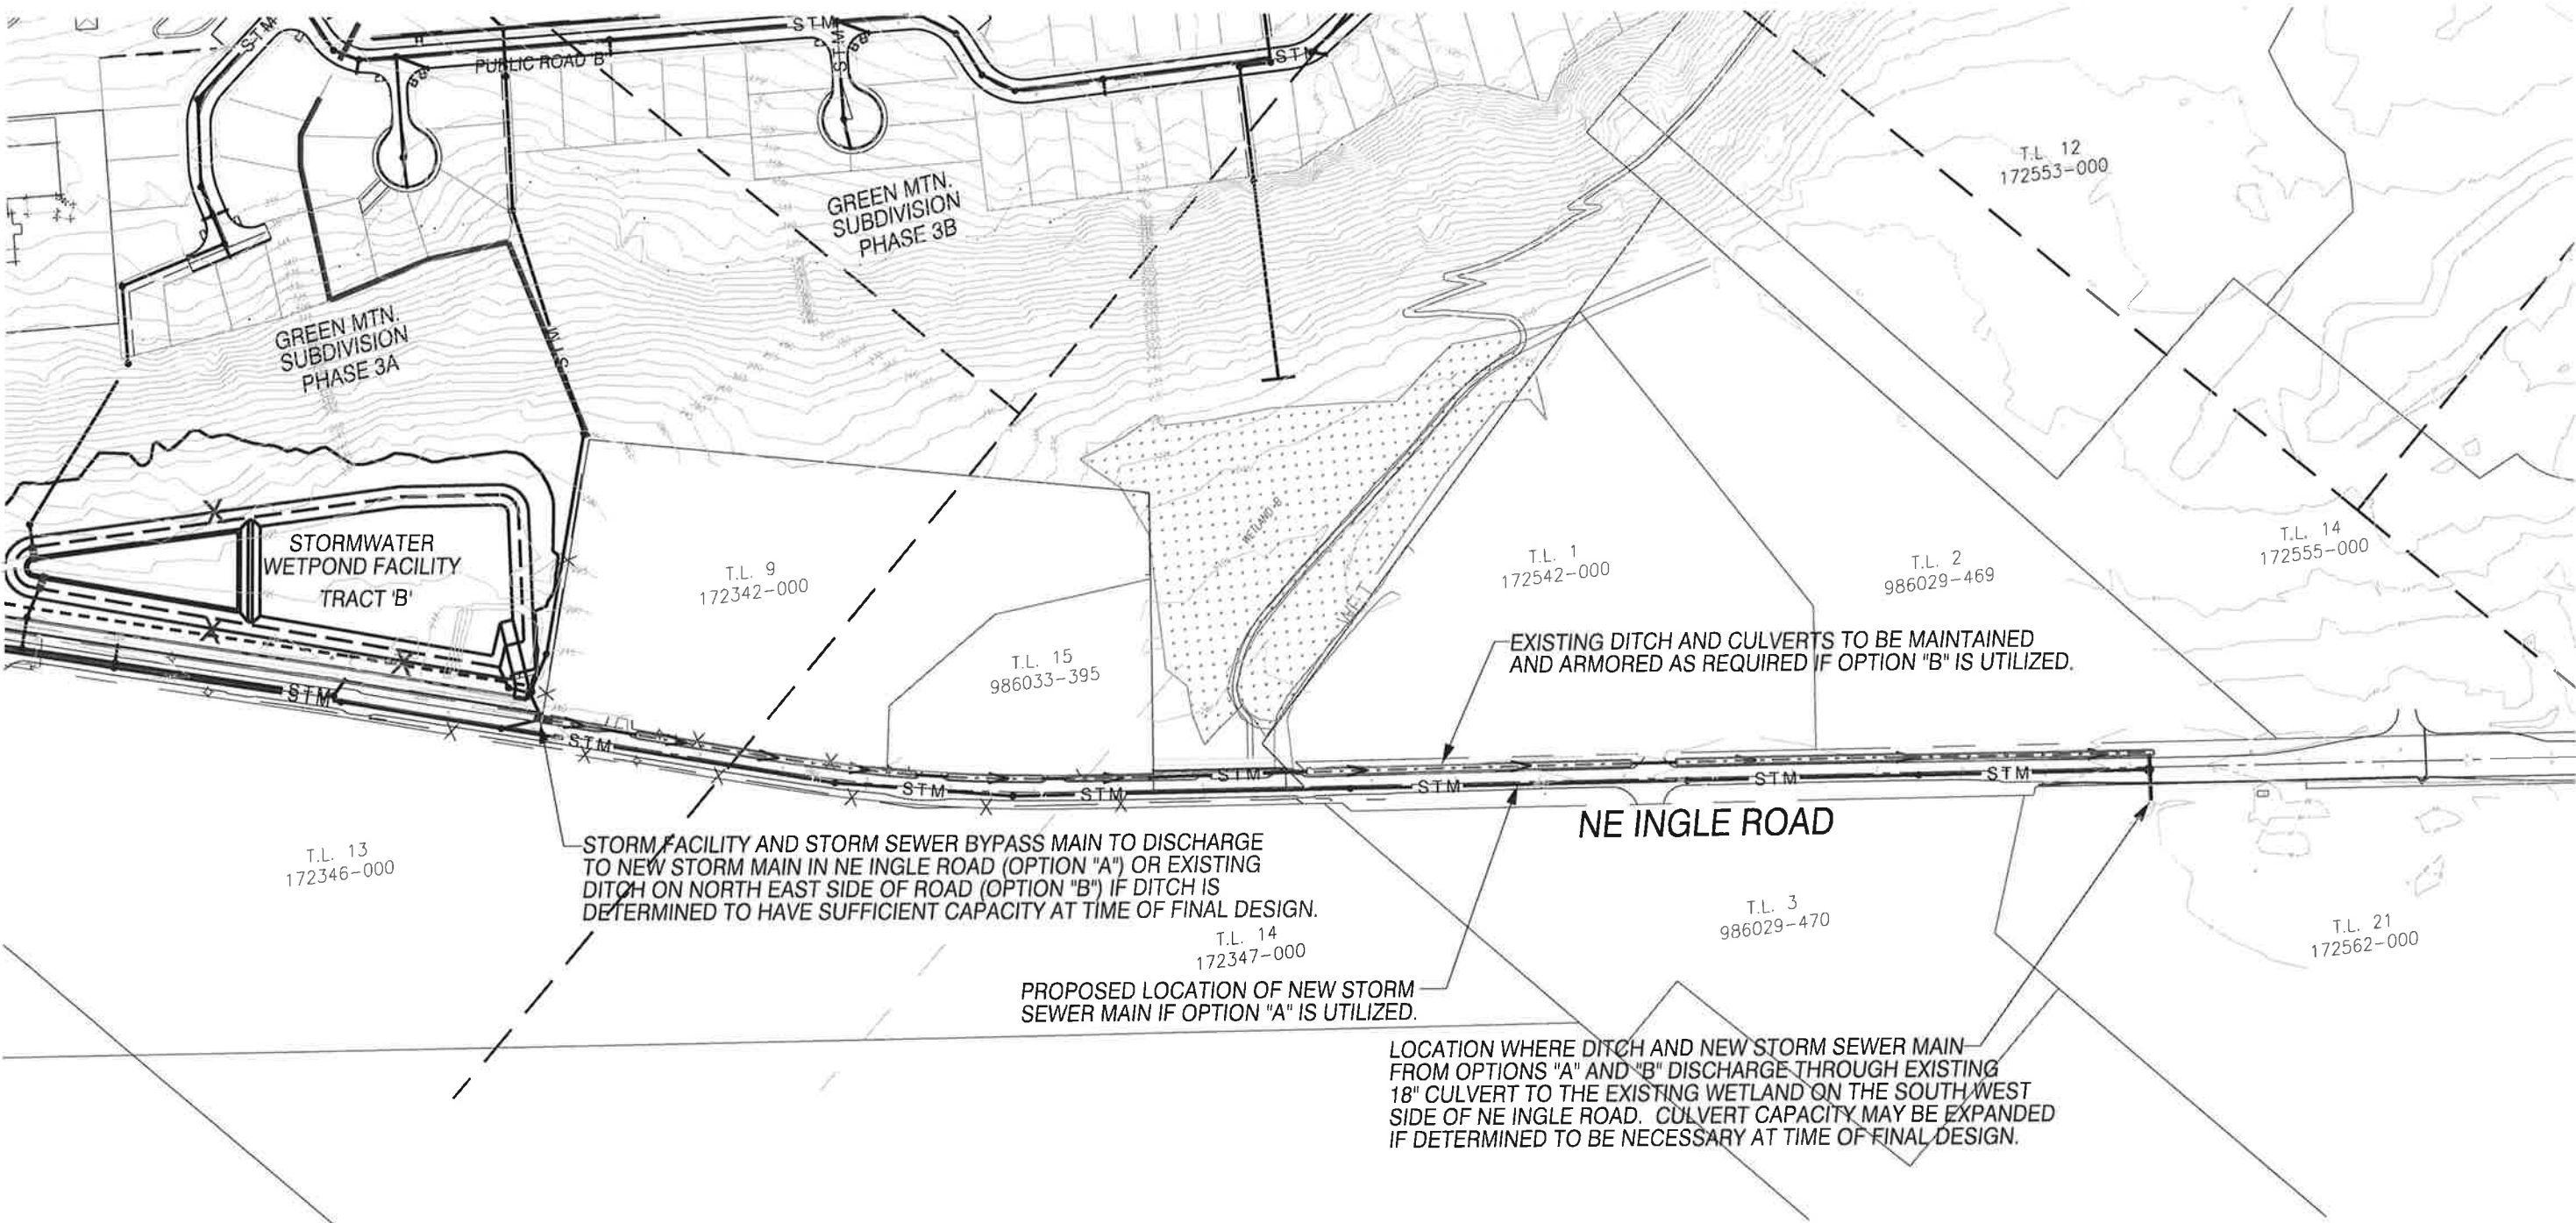 STM
STM
STM
STM
PUBLIC ROAD 'B'
T.L. 12
172553-000
GREEN MTN.
SUBDIVISION
PHASE 3B
GREEN MTN.
SUBDIVISION
PHASE 3A
STM
STORMWATER
WETPOND FACILITY
TRACT 'B'
T.L. 9
172342-000
WETLAND-B
T.L. 1
172542-000
T.L. 2
986029-469
T.L. 14
172555-000
WET
T.L. 15
986033-395
EXISTING DITCH AND CULVERTS TO BE MAINTAINED
AND ARMORED AS REQUIRED IF OPTION "B" IS UTILIZED.
STM
STM
STM
STM
STM
STM
STM
STM
NE INGLE ROAD
T.L. 13
172346-000
STORM FACILITY AND STORM SEWER BYPASS MAIN TO DISCHARGE
TO NEW STORM MAIN IN NE INGLE ROAD (OPTION "A") OR EXISTING
DITCH ON NORTH EAST SIDE OF ROAD (OPTION "B") IF DITCH IS
DETERMINED TO HAVE SUFFICIENT CAPACITY AT TIME OF FINAL DESIGN.
T.L. 14
172347-000
T.L. 3
986029-470
T.L. 21
172562-000
PROPOSED LOCATION OF NEW STORM
SEWER MAIN IF OPTION "A" IS UTILIZED.
LOCATION WHERE DITCH AND NEW STORM SEWER MAIN
FROM OPTIONS "A" AND "B" DISCHARGE THROUGH EXISTING
18" CULVERT TO THE EXISTING WETLAND ON THE SOUTH WEST
SIDE OF NE INGLE ROAD. CULVERT CAPACITY MAY BE EXPANDED
IF DETERMINED TO BE NECESSARY AT TIME OF FINAL DESIGN.